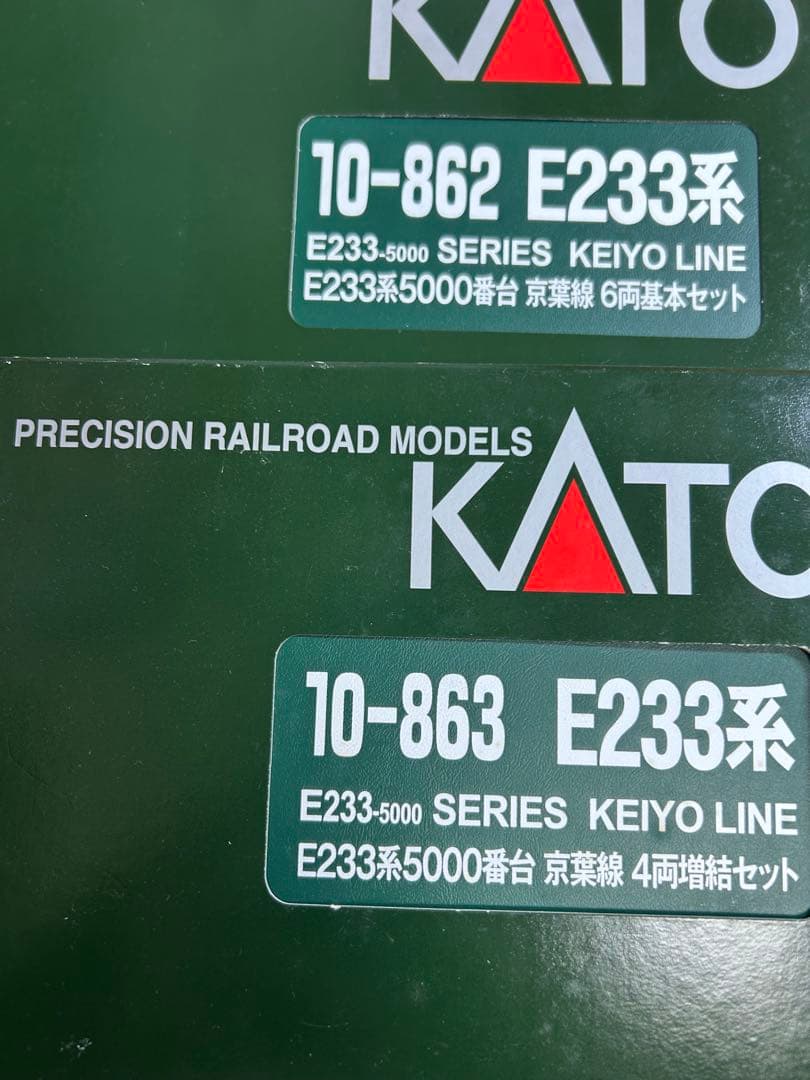 KATO
10-862 E233系
E233-5000 SERIES KEIYO LINE
E233系5000番台 京葉線 6両基本セット
PRECISION RAILROAD MODELS
KATO
10-863 E233系
E233-5000 SERIES KEIYO LINE
E233系5000番台 京葉線 4両増結セット